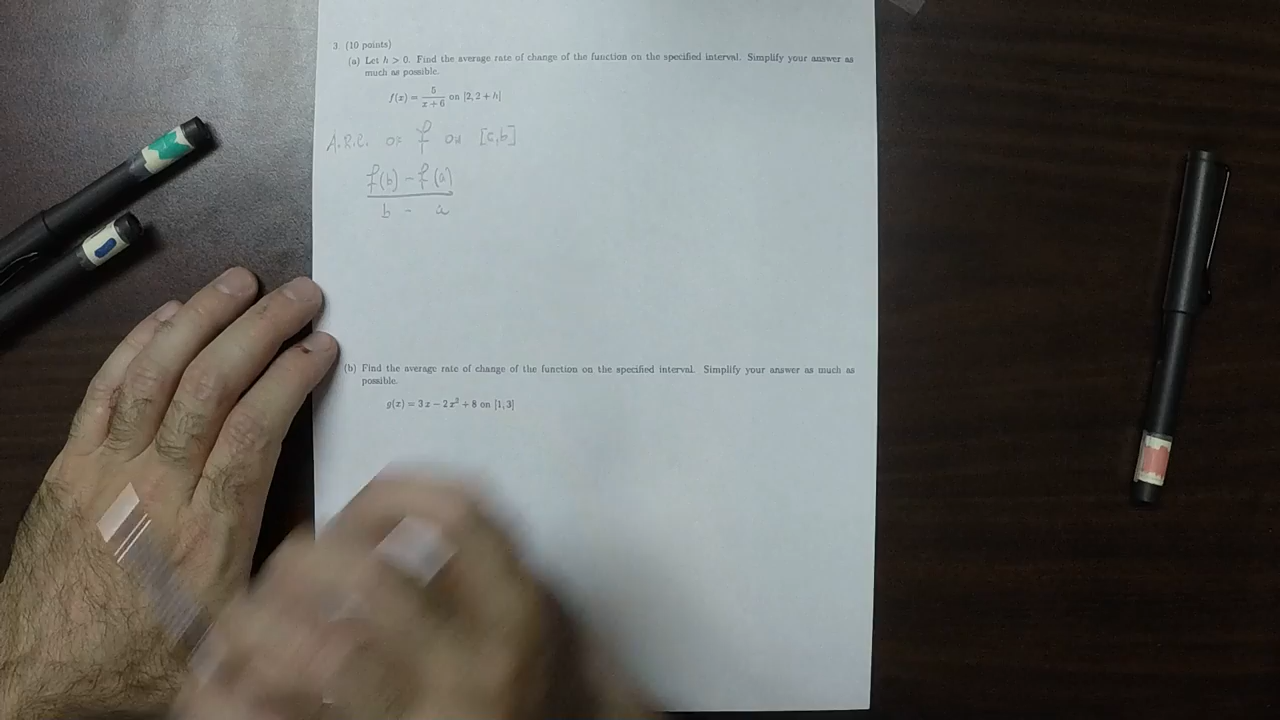 3. (10 points)
(a) Let h > 0. Find the average rate of change of the function on the specified interval. Simplify your answer as
much as possible.
f(x) = 5/(x + 6) on [2, 2 + h]
A.R.C. OF f ON [a,b]
f(b) - f(a)
b - a
(b) Find the average rate of change of the function on the specified interval. Simplify your answer as much as
possible.
g(x) = 3x − 2x² + 8 on [1, 3]